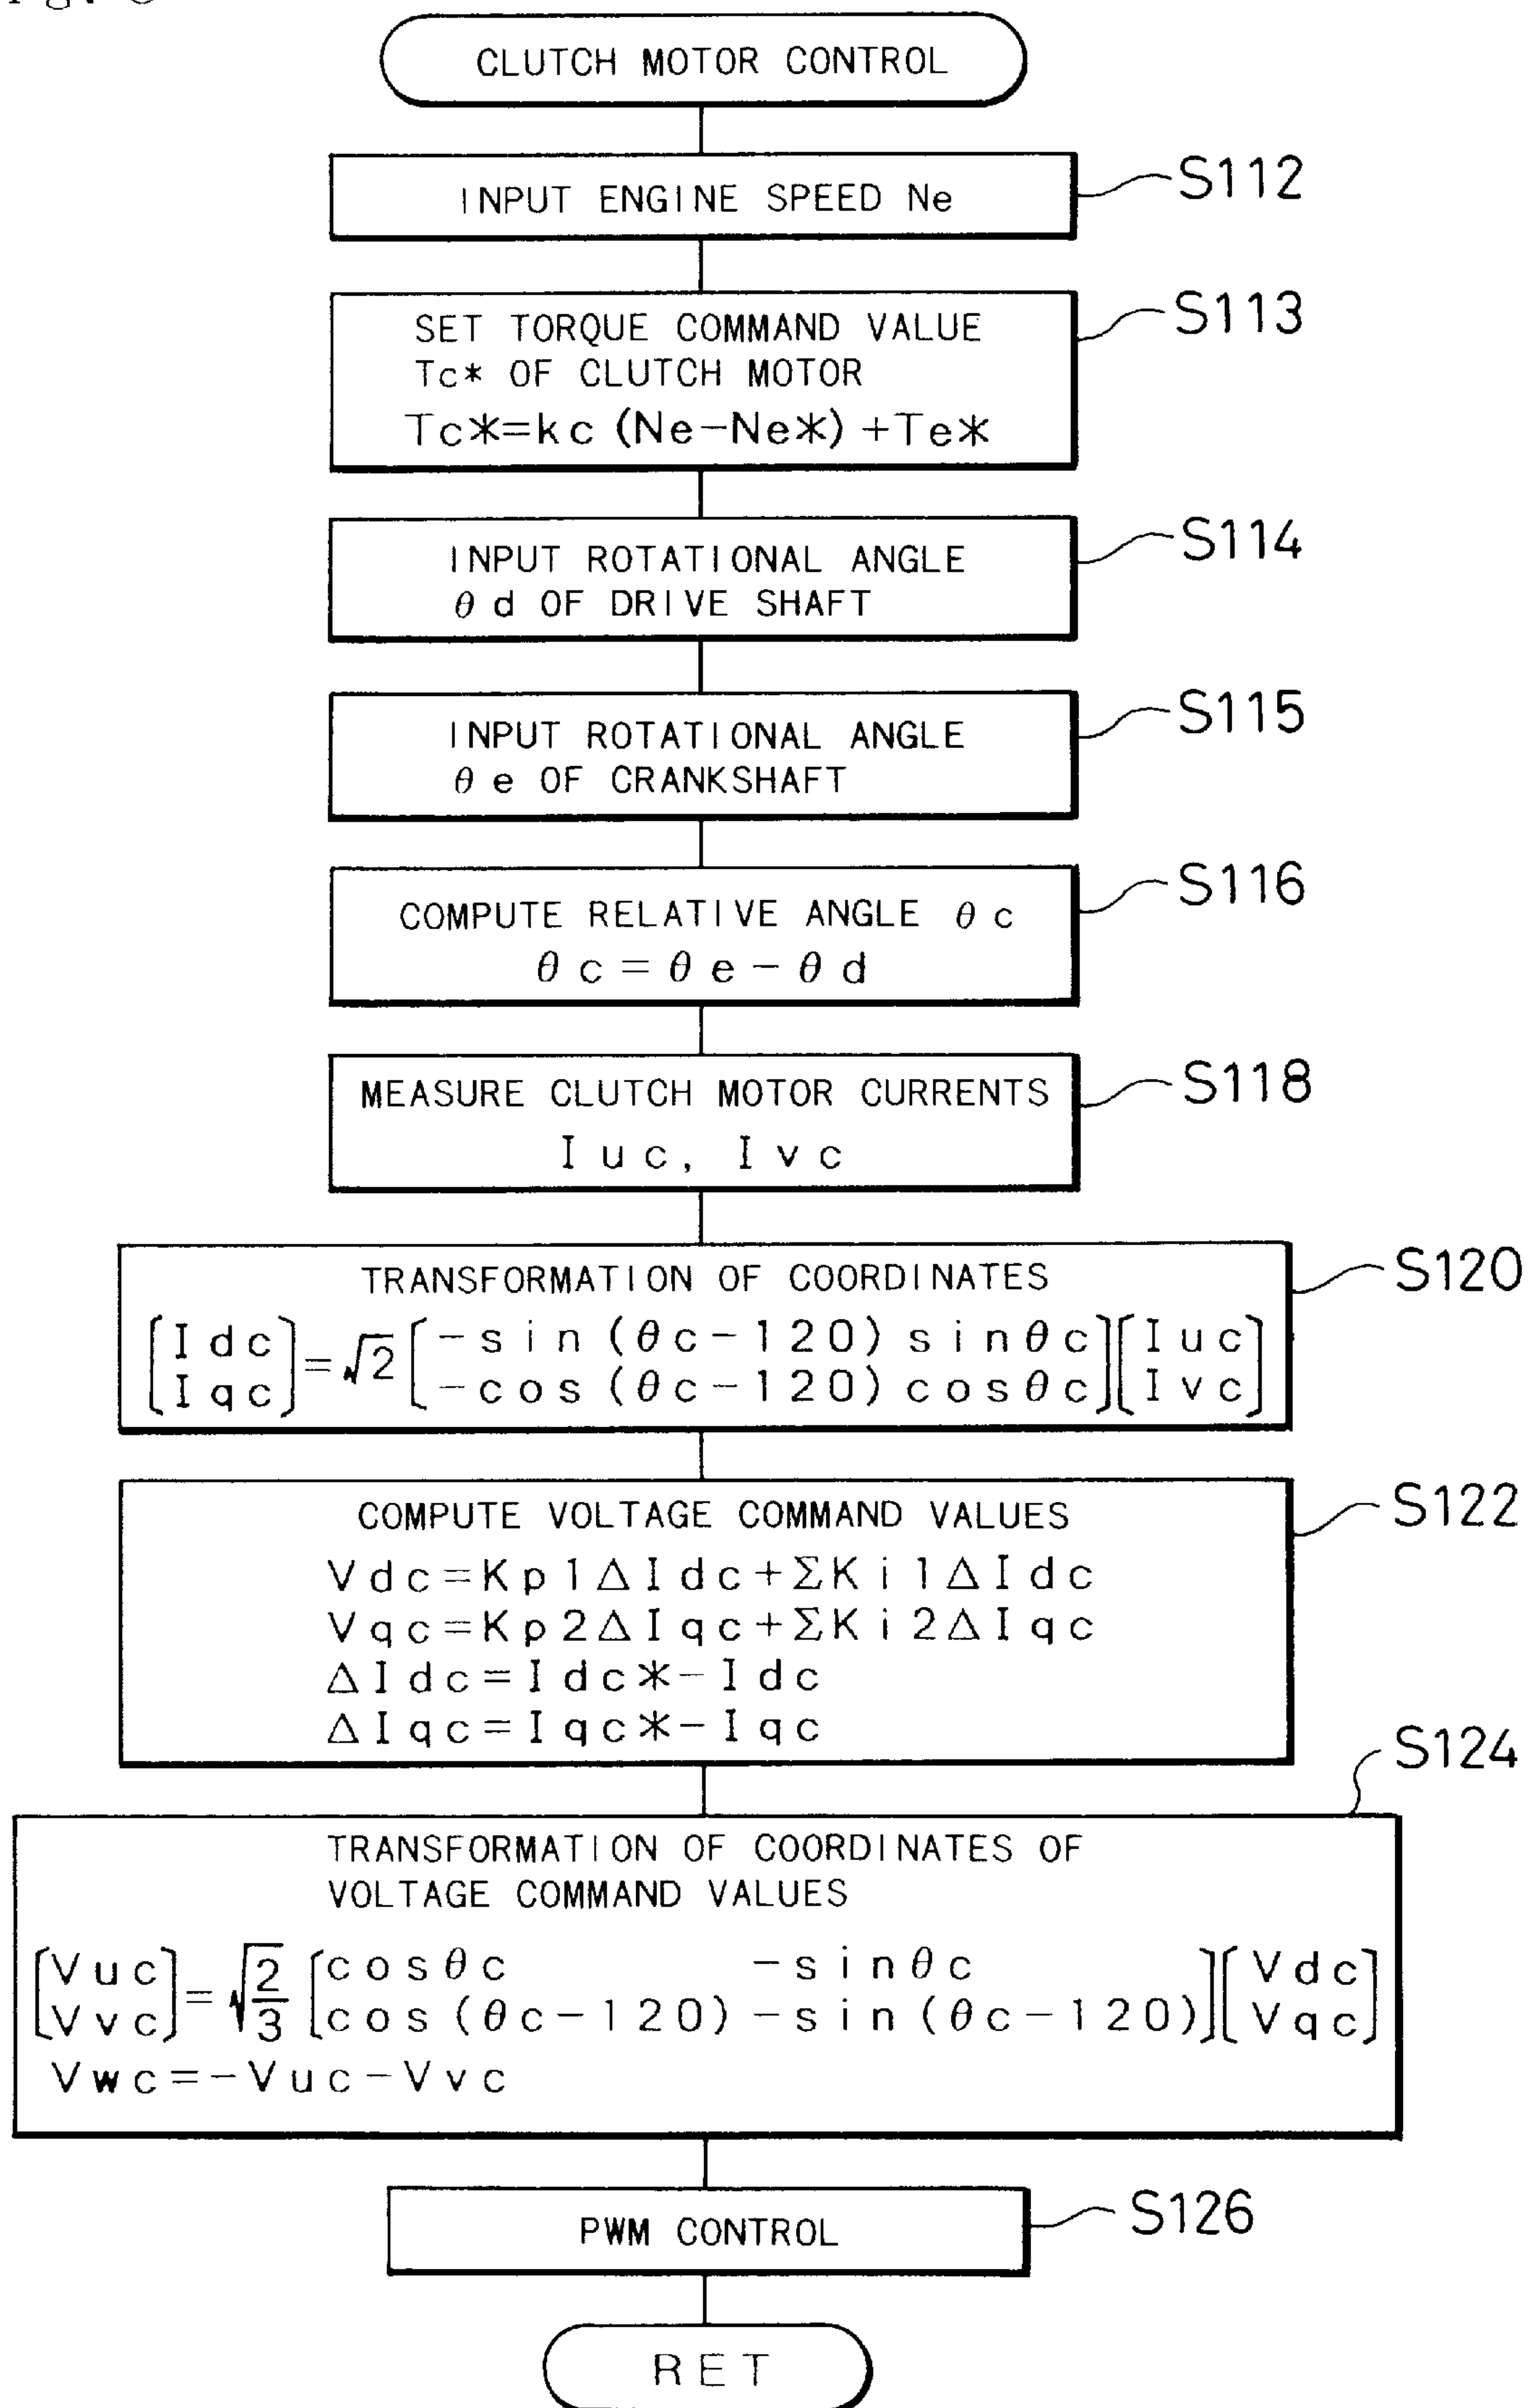 CLUTCH MOTOR CONTROL
INPUT ENGINE SPEED Ne
S112
SET TORQUE COMMAND VALUE
Tc* OF CLUTCH MOTOR
Tc*=kc (Ne-Ne*) +Te*
S113
INPUT ROTATIONAL ANGLE
θd OF DRIVE SHAFT
S114
INPUT ROTATIONAL ANGLE
θe OF CRANKSHAFT
S115
COMPUTE RELATIVE ANGLE θc
θc=θe-θd
S116
MEASURE CLUTCH MOTOR CURRENTS
Iuc, Ivc
S118
TRANSFORMATION OF COORDINATES
[Idc]=√2[-sin(θc-120) sinθc][Iuc]
[Iqc] [-cos(θc-120) cosθc][Ivc]
S120
COMPUTE VOLTAGE COMMAND VALUES
Vdc=Kp1ΔIdc+ΣKi1ΔIdc
Vqc=Kp2ΔIqc+ΣKi2ΔIqc
ΔIdc=Idc*-Idc
ΔIqc=Iqc*-Iqc
S122
TRANSFORMATION OF COORDINATES OF
VOLTAGE COMMAND VALUES
[Vuc]=√2/3[cosθc -sinθc][Vdc]
[Vvc] [cos(θc-120) -sin(θc-120)][Vqc]
Vwc=-Vuc-Vvc
S124
PWM CONTROL
S126
RET